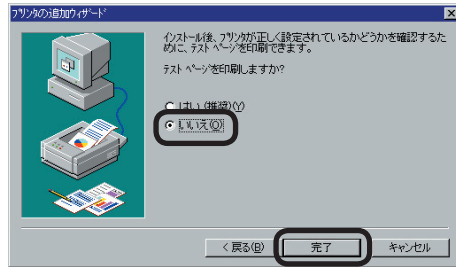 プリンタの追加ウィザード
インストール後、プリンタが正しく設定されているかどうかを確認するた
めに、テスト ページを印刷できます。
テスト ページを印刷しますか?
はい (推奨)(Y)
いいえ(O)
< 戻る(B)
完了
キャンセル